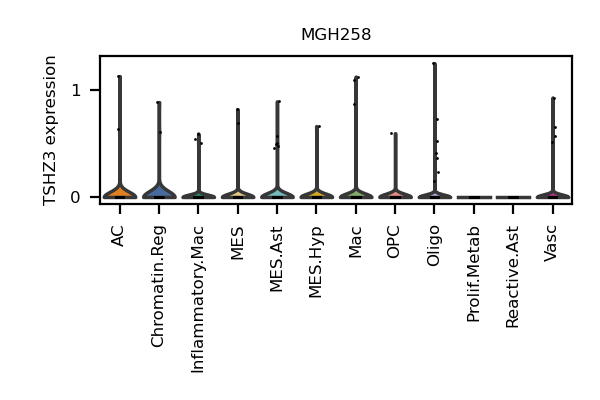 MGH258
TSHZ3 expression
1
0
AC
Chromatin.Reg
Inflammatory.Mac
MES
MES.Ast
MES.Hyp
Mac
OPC
Oligo
Prolif.Metab
Reactive.Ast
Vasc